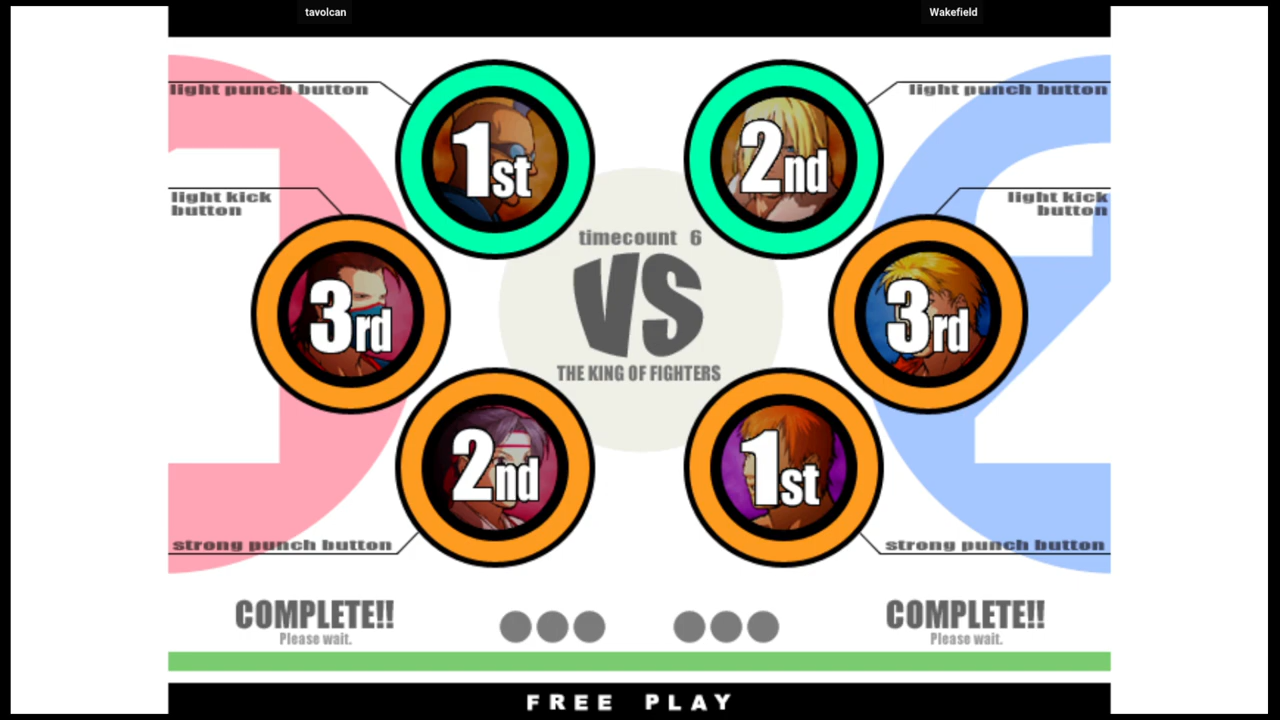 tavolcan
Wakefield
light punch button
light punch button
1st
2nd
light kick
button
light kick
button
timecount 6
VS
THE KING OF FIGHTERS
3rd
3rd
2nd
1st
strong punch button
strong punch button
COMPLETE!!
Please wait.
COMPLETE!!
Please wait.
FREE PLAY